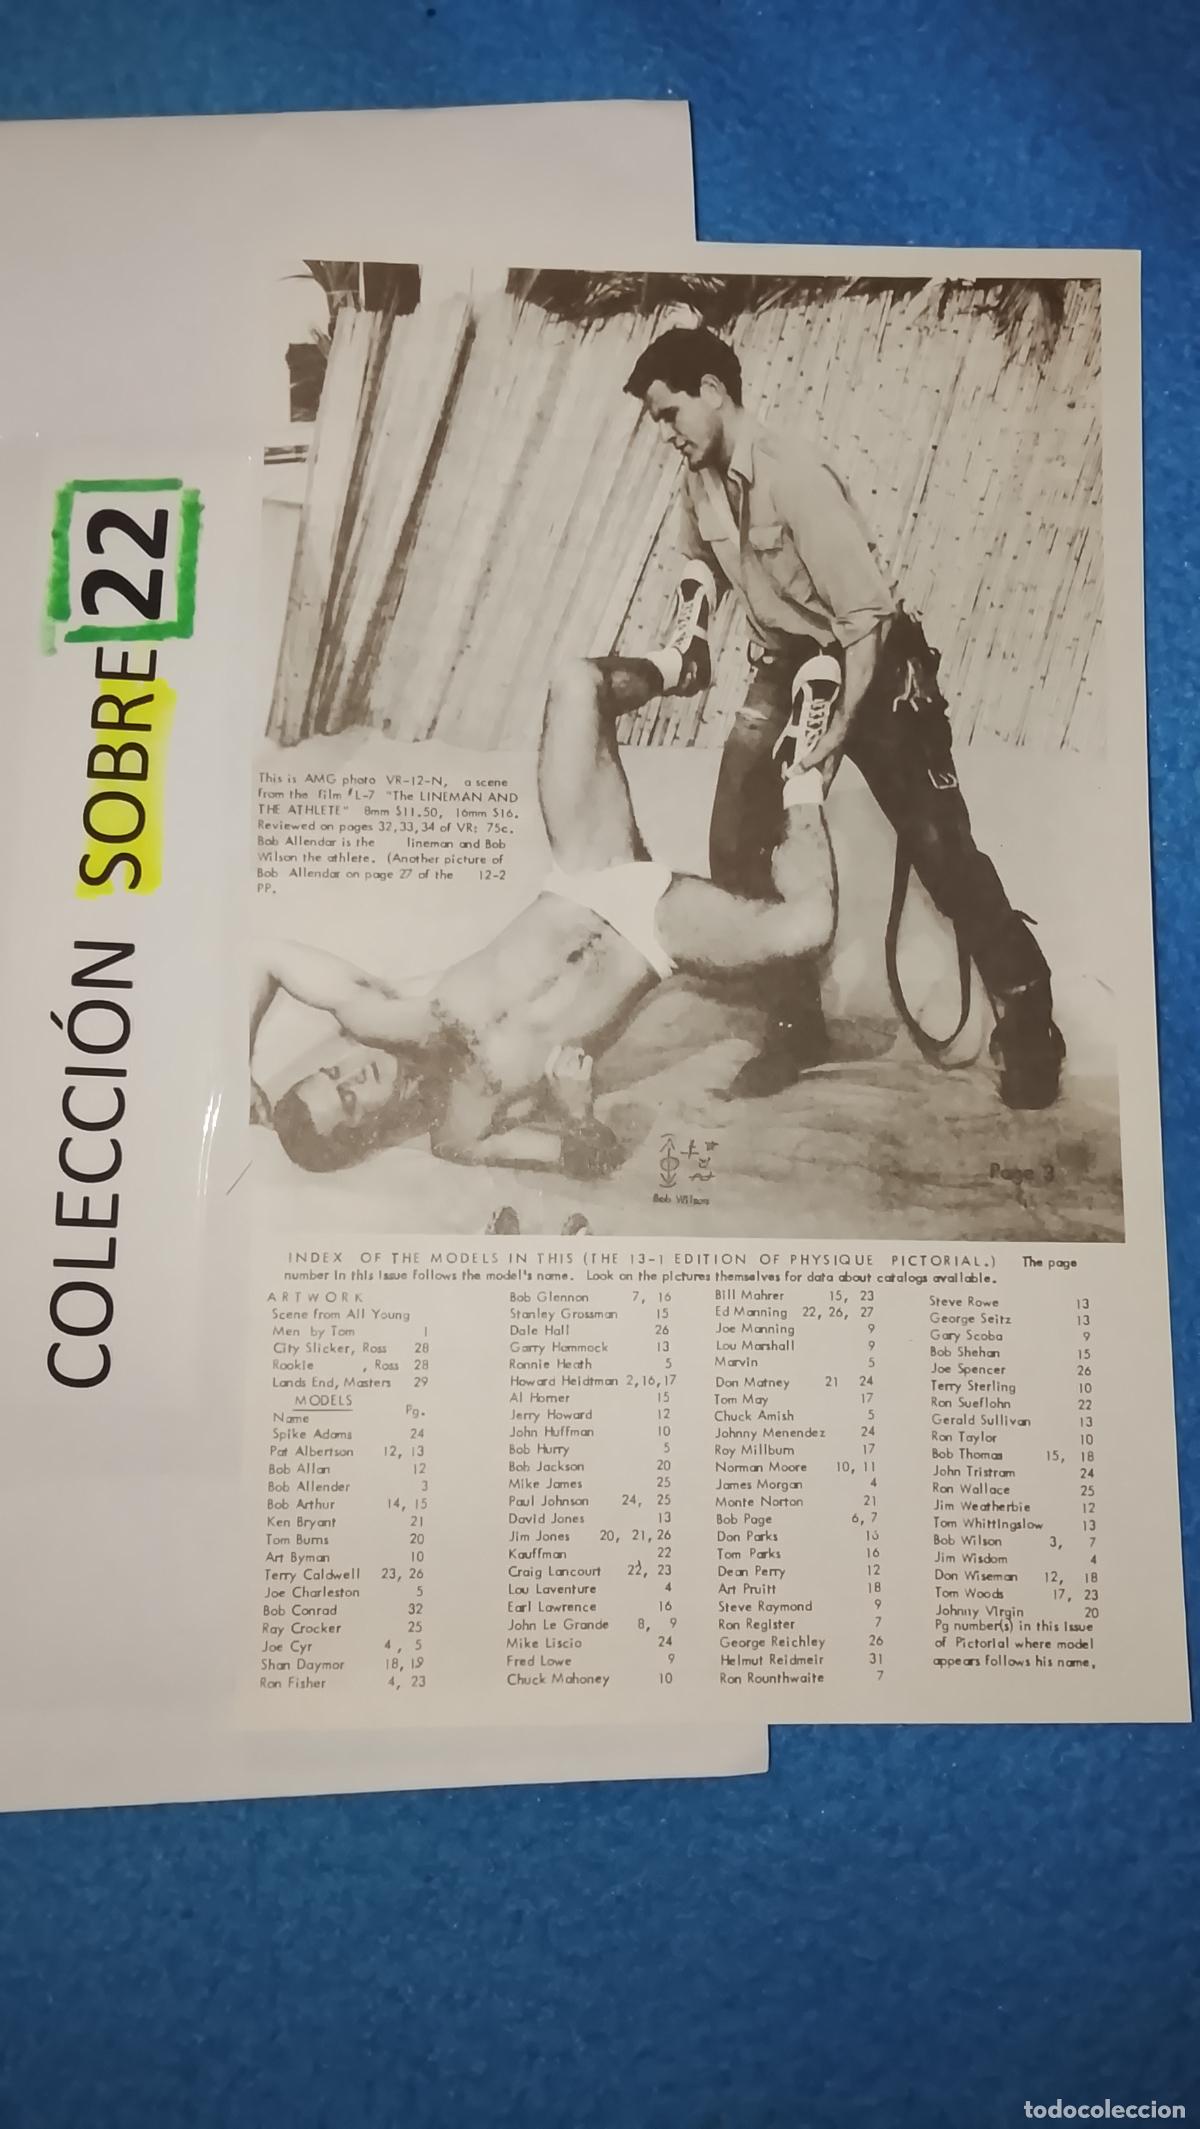 COLECCIÓN SOBRE 22
This is AMG photo VR-12-N, a scene
from the film #L-7 "The LINEMAN AND
THE ATHLETE" 8mm $11.50, 16mm $16.
Reviewed on pages 32,33,34 of VR: 75c.
Bob Allendar is the lineman and Bob
Wilson the athlete. (Another picture of
Bob Allendar on page 27 of the 12-2
PP.
Bob Wilson
Page 3
INDEX OF THE MODELS IN THIS (THE 13-1 EDITION OF PHYSIQUE PICTORIAL.) The page
number in this issue follows the model's name. Look on the pictures themselves for data about catalogs available.
ARTWORK
Scene from All Young
Men by Tom 1
City Slicker, Ross 28
Rookie , Ross 28
Lands End, Masters 29
MODELS
Name Pg.
Spike Adams 24
Pat Albertson 12, 13
Bob Allan 12
Bob Allender 3
Bob Arthur 14, 15
Ken Bryant 21
Tom Burns 20
Art Byman 10
Terry Caldwell 23, 26
Joe Charleston 5
Bob Conrad 32
Ray Crocker 25
Joe Cyr 4, 5
Shan Daymor 18, 19
Ron Fisher 4, 23
Bob Glennon 7, 16
Stanley Grossman 15
Dale Hall 26
Garry Hammock 13
Ronnie Heath 5
Howard Heidtman 2,16,17
Al Homer 15
Jerry Howard 12
John Huffman 10
Bob Hurry 5
Bob Jackson 20
Mike James 25
Paul Johnson 24, 25
David Jones 13
Jim Jones 20, 21,26
Kauffman 22
Craig Lancourt 22, 23
Lou Laventure 4
Earl Lawrence 16
John Le Grande 8, 9
Mike Liscio 24
Fred Lowe 9
Chuck Mahoney 10
Bill Mahrer 15, 23
Ed Manning 22, 26, 27
Joe Manning 9
Lou Marshall 9
Marvin 5
Don Matney 21 24
Tom May 17
Chuck Amish 5
Johnny Menendez 24
Roy Millburn 17
Norman Moore 10, 11
James Morgan 4
Monte Norton 21
Bob Page 6, 7
Don Parks
Tom Parks 16
Dean Perry 12
Art Pruitt 18
Steve Raymond 9
Ron Register 7
George Reichley 26
Helmut Reidmeir 31
Ron Rounthwaite 7
Steve Rowe 13
George Seitz 13
Gary Scoba 9
Bob Shehan 15
Joe Spencer 26
Terry Sterling 10
Ron Sueflohn 22
Gerald Sullivan 13
Ron Taylor 10
Bob Thomas 15, 18
John Tristram 24
Ron Wallace 25
Jim Weatherbie 12
Tom Whittingslow 13
Bob Wilson 3, 7
Jim Wisdom 4
Don Wiseman 12, 18
Tom Woods 17, 23
Johnny Virgin 20
Pg number(s) in this issue
of Pictorial where model
appears follows his name.
todocoleccion